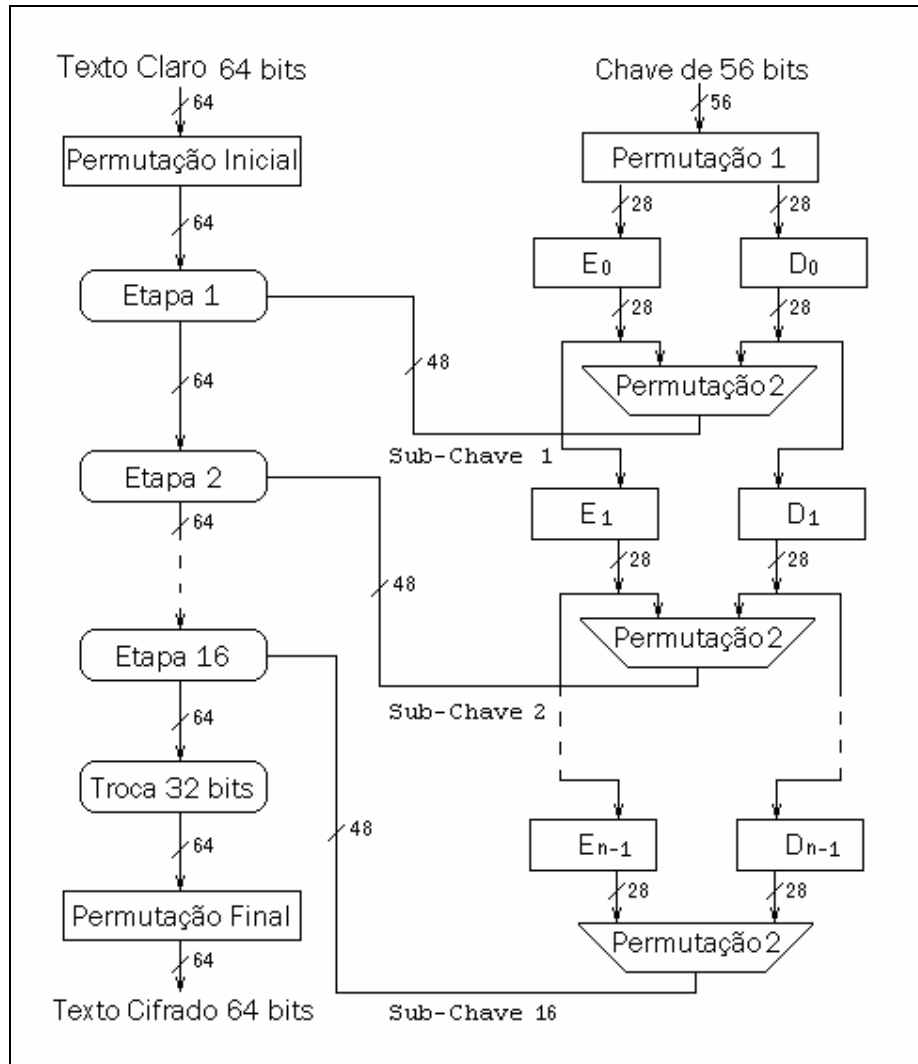 Texto Claro 64 bits
Chave de 56 bits
64
56
Permutação Inicial
Permutação 1
64
28
28
E0
D0
Etapa 1
28
28
48
64
Permutação 2
Sub-Chave 1
Etapa 2
E1
D1
64
28
28
48
Etapa 16
Permutação 2
64
Sub-Chave 2
Troca 32 bits
48
64
En-1
Dn-1
28
28
Permutação Final
Permutação 2
64
Texto Cifrado 64 bits
Sub-Chave 16